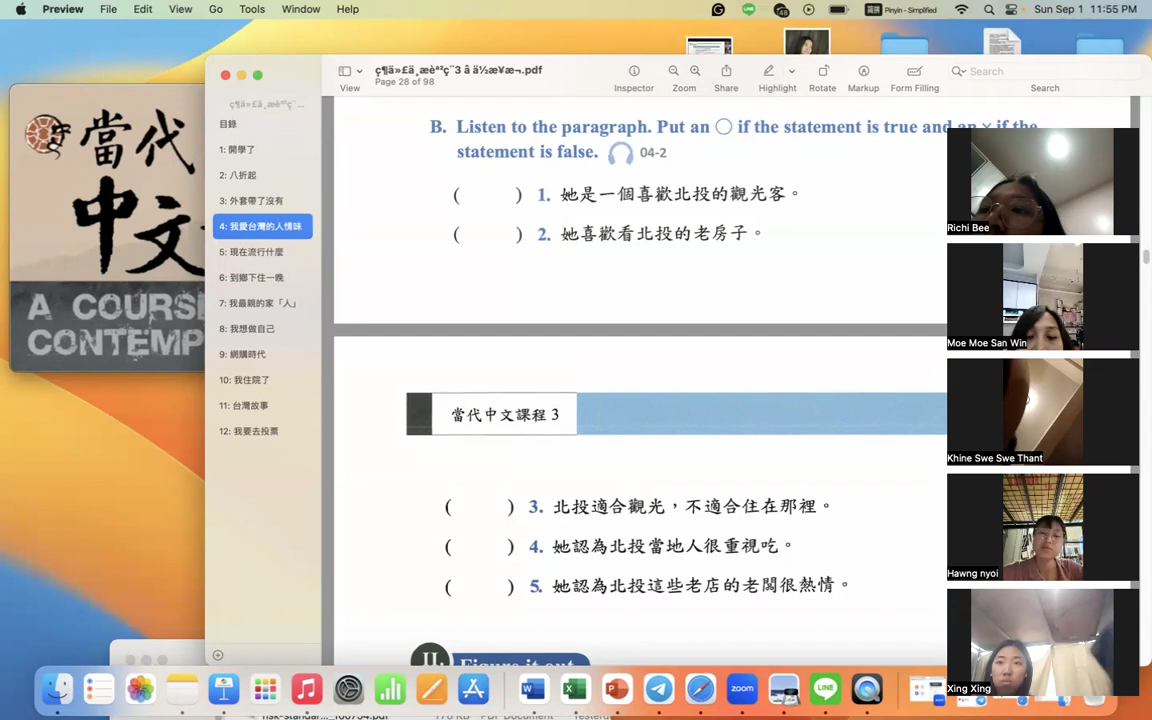 Preview File Edit View Go Tools Window Help
48
Pinyin - Simplified
Sun Sep 1 11:55 PM
當代
中文
A COURS
CONTEMP
目錄
1: 開學了
2: 八折起
3: 外套帶了沒有
4: 我愛台灣的人情味
5: 現在流行什麼
6: 到鄉下住一晚
7: 我最親的家「人」
8: 我想做自己
9: 網購時代
10: 我住院了
11: 台灣故事
12: 我要去投票
Page 28 of 98
View Inspector Zoom Share Highlight Rotate Markup Form Filling Search
Search
B. Listen to the paragraph. Put an ○ if the statement is true and an × if the
statement is false. 04-2
( ) 1. 她是一個喜歡北投的觀光客。
( ) 2. 她喜歡看北投的老房子。
當代中文課程 3
( ) 3. 北投適合觀光，不適合住在那裡。
( ) 4. 她認為北投當地人很重視吃。
( ) 5. 她認為北投這些老店的老闆很熱情。
II. Figure it out
Richi Bee
Moe Moe San Win
Khine Swe Swe Thant
Hawng nyoi
Xing Xing
zoom
LINE